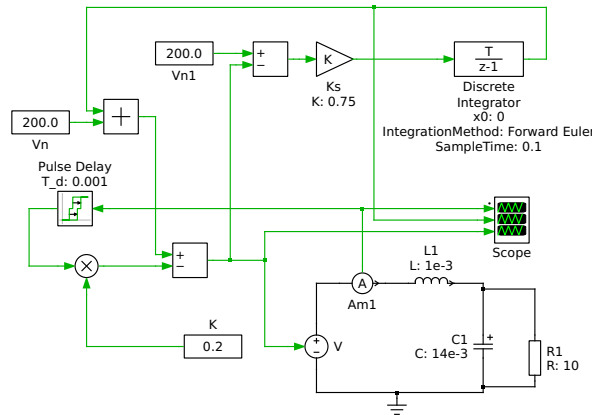 200.0
Vn1
+
−
K
Ks
K: 0.75
T
z-1
Discrete
Integrator
x0: 0
IntegrationMethod: Forward Euler
SampleTime: 0.1
200.0
Vn
+
Pulse Delay
T_d: 0.001
×
+
−
K
0.2
Scope
A
Am1
L1
L: 1e-3
+
−
V
C1
C: 14e-3
+
R1
R: 10